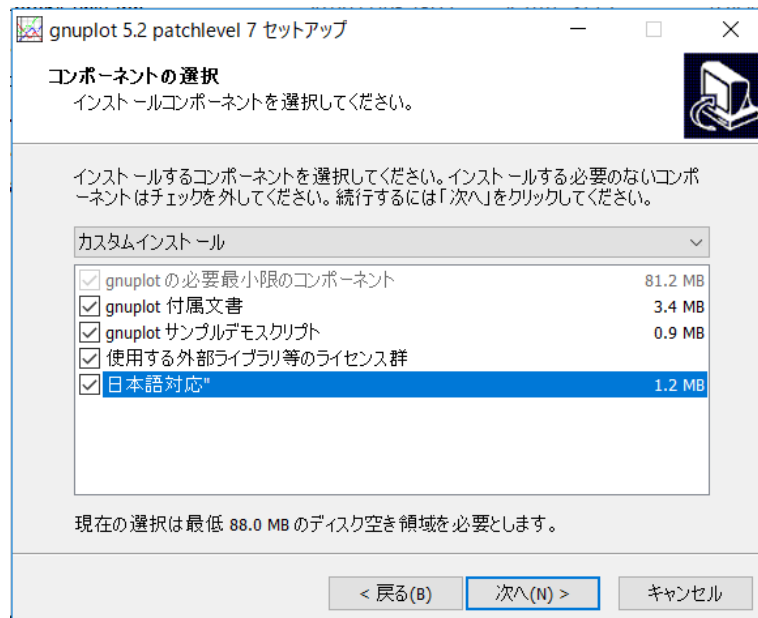 gnuplot 5.2 patchlevel 7 セットアップ
コンポーネントの選択
インストールコンポーネントを選択してください。
インストールするコンポーネントを選択してください。インストールする必要のないコンポ
ーネントはチェックを外してください。続行するには「次へ」をクリックしてください。
カスタムインストール
gnuplot の必要最小限のコンポーネント 81.2 MB
gnuplot 付属文書 3.4 MB
gnuplot サンプルデモスクリプト 0.9 MB
使用する外部ライブラリ等のライセンス群
日本語対応" 1.2 MB
現在の選択は最低 88.0 MB のディスク空き領域を必要とします。
< 戻る(B) 次へ(N) > キャンセル